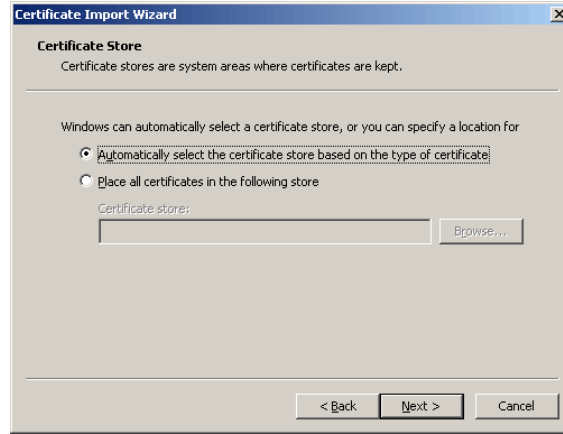 Certificate Import Wizard
Certificate Store
Certificate stores are system areas where certificates are kept.
Windows can automatically select a certificate store, or you can specify a location for
Automatically select the certificate store based on the type of certificate
Place all certificates in the following store
Certificate store:
Browse...
< Back Next > Cancel